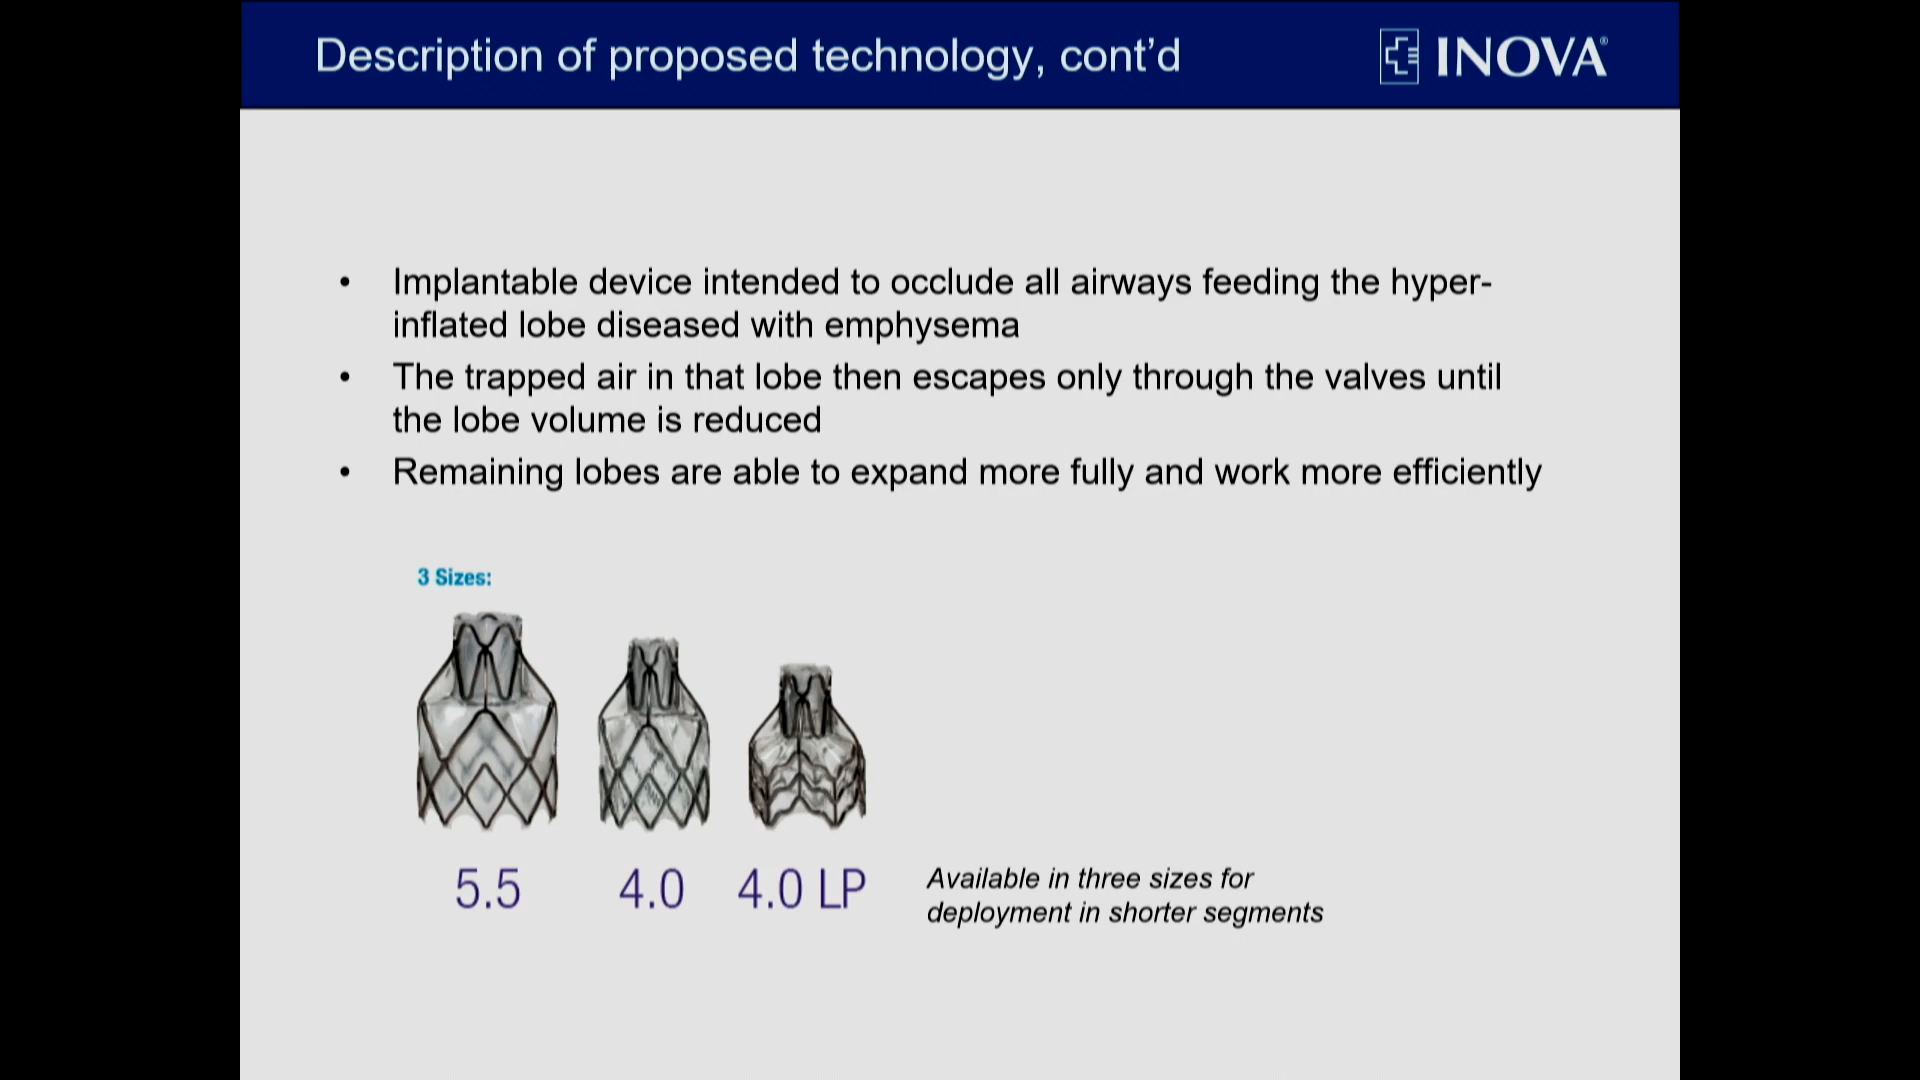 Description of proposed technology, cont’d
INOVA®
• Implantable device intended to occlude all airways feeding the hyper-
inflated lobe diseased with emphysema
• The trapped air in that lobe then escapes only through the valves until
the lobe volume is reduced
• Remaining lobes are able to expand more fully and work more efficiently
3 Sizes:
5.5
4.0
4.0 LP
Available in three sizes for
deployment in shorter segments